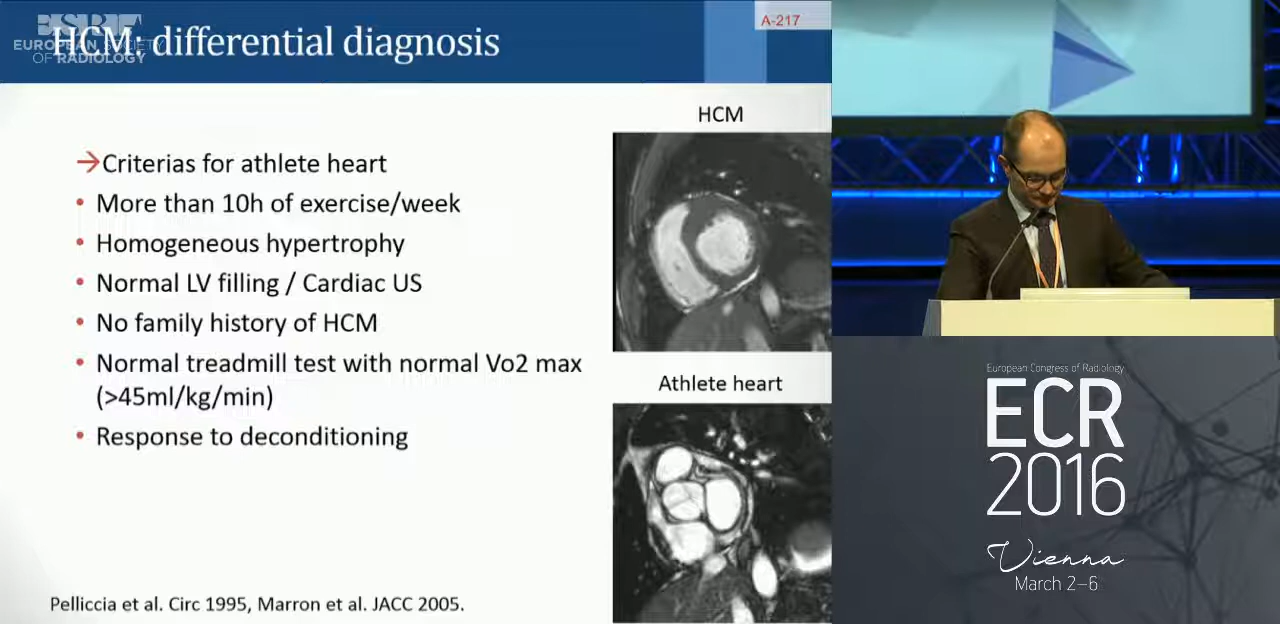 ESR
EUROPEAN SOCIETY
OF RADIOLOGY
HCM: differential diagnosis
A-217
→Criterias for athlete heart
• More than 10h of exercise/week
• Homogeneous hypertrophy
• Normal LV filling / Cardiac US
• No family history of HCM
• Normal treadmill test with normal Vo2 max
(>45ml/kg/min)
• Response to deconditioning
HCM
Athlete heart
Pelliccia et al. Circ 1995, Marron et al. JACC 2005.
European Congress of Radiology
ECR
2016
Vienna
March 2–6